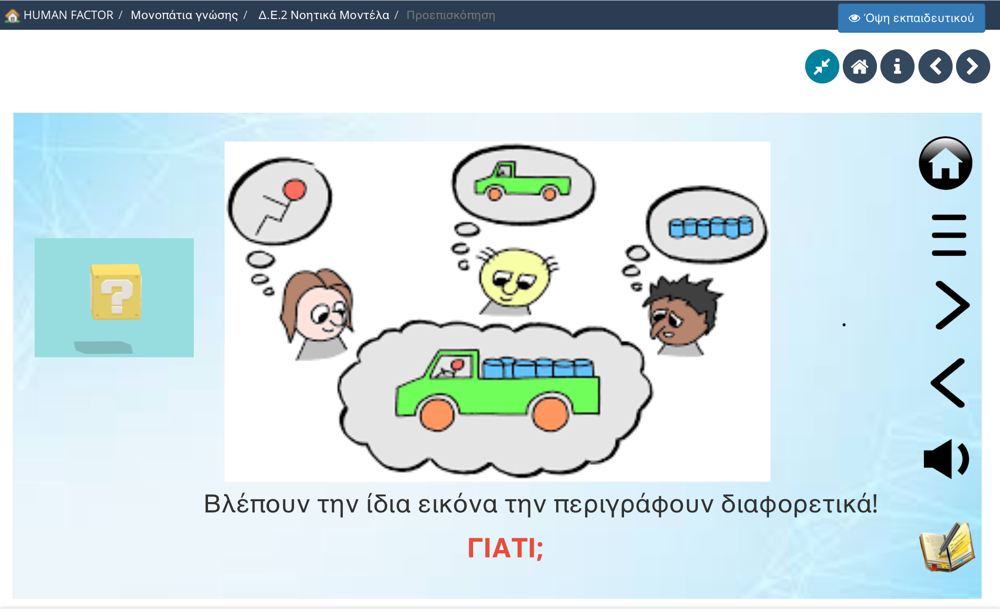 HUMAN FACTOR / Μονοπάτια γνώσης / Δ.Ε.2 Νοητικά Μοντέλα / Προεπισκόπηση
Όψη εκπαιδευτικού
?
Βλέπουν την ίδια εικόνα την περιγράφουν διαφορετικά!
ΓΙΑΤΙ;